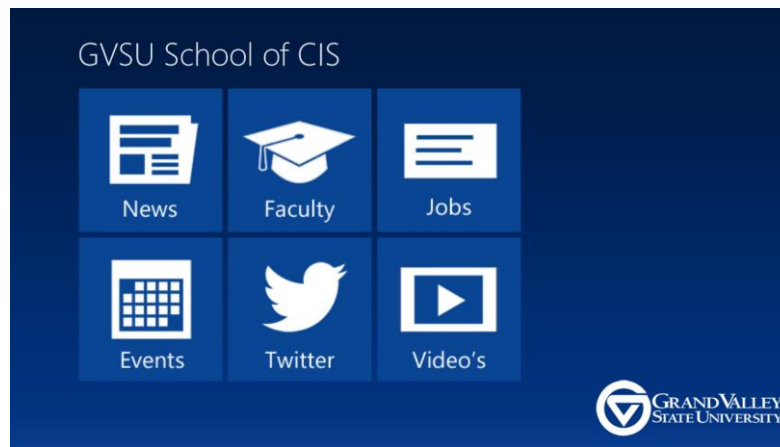 GVSU School of CIS
News
Faculty
Jobs
Events
Twitter
Video's
GRAND VALLEY
STATE UNIVERSITY